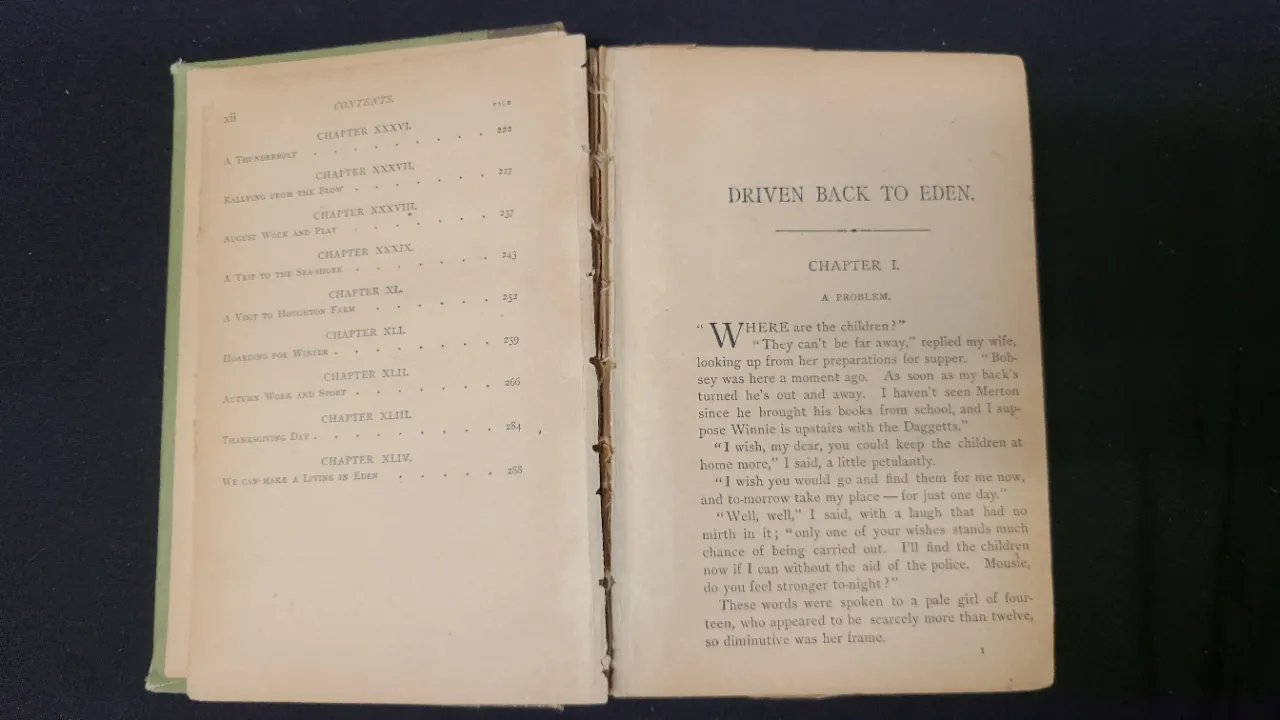 xii
CONTENTS.
PAGE
CHAPTER XXXVI.
A Thunderbolt . . . . . . . . 222
CHAPTER XXXVII.
Rallying from the Blow . . . . . . . 227
CHAPTER XXXVIII.
August Work and Play . . . . . . . 237
CHAPTER XXXIX.
A Trip to the Sea-shore . . . . . . . 243
CHAPTER XL.
A Visit to Houghton Farm . . . . . . 252
CHAPTER XLI.
Hoarding for Winter . . . . . . . . 259
CHAPTER XLII.
Autumn Work and Sport . . . . . . . 266
CHAPTER XLIII.
Thanksgiving Day . . . . . . . . . 284
CHAPTER XLIV.
We can make a Living in Eden . . . . . 288
DRIVEN BACK TO EDEN.
CHAPTER I.
A PROBLEM.
"WHERE are the children?"
"They can't be far away," replied my wife,
looking up from her preparations for supper. "Bob-
sey was here a moment ago. As soon as my back's
turned he's out and away. I haven't seen Merton
since he brought his books from school, and I sup-
pose Winnie is upstairs with the Daggetts."
"I wish, my dear, you could keep the children at
home more," I said, a little petulantly.
"I wish you would go and find them for me now,
and to-morrow take my place — for just one day."
"Well, well," I said, with a laugh that had no
mirth in it; "only one of your wishes stands much
chance of being carried out. I'll find the children
now if I can without the aid of the police. Mousie,
do you feel stronger to-night?"
These words were spoken to a pale girl of four-
teen, who appeared to be scarcely more than twelve,
so diminutive was her frame.
1